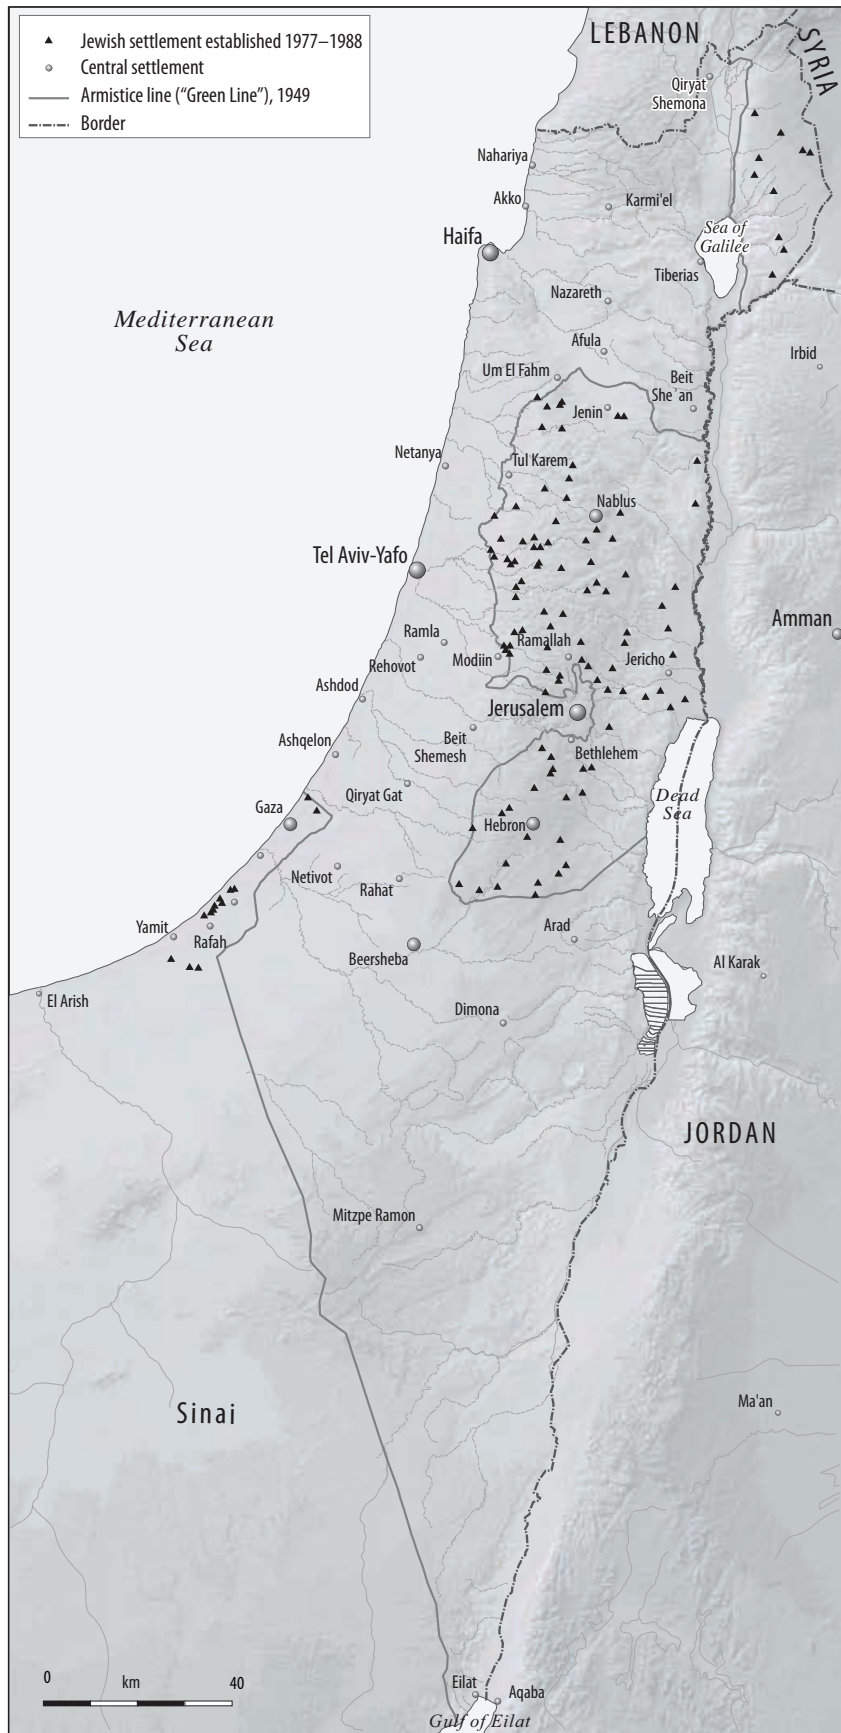 Jewish settlement established 1977–1988
Central settlement
Armistice line ("Green Line"), 1949
Border
LEBANON
SYRIA
Qiryat
Shemona
Nahariya
Akko
Karmi'el
Haifa
Sea of
Galilee
Tiberias
Nazareth
Mediterranean
Sea
Afula
Irbid
Um El Fahm
Beit
She`an
Jenin
Netanya
Tul Karem
Nablus
Tel Aviv-Yafo
Amman
Ramla
Ramallah
Rehovot
Modiin
Jericho
Ashdod
Jerusalem
Ashqelon
Beit
Shemesh
Bethlehem
Qiryat Gat
Dead
Sea
Gaza
Hebron
Netivot
Rahat
Yamit
Rafah
Arad
Beersheba
Al Karak
El Arish
Dimona
JORDAN
Mitzpe Ramon
Sinai
Ma'an
0
km
40
Eilat
Aqaba
Gulf of Eilat